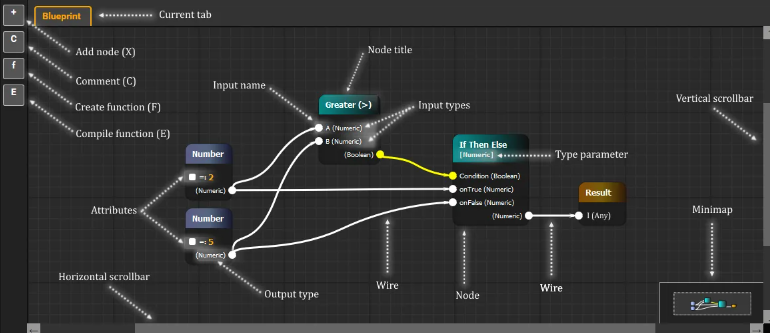 +
Blueprint
Current tab
C
f
E
Add node (X)
Comment (C)
Create function (F)
Compile function (E)
Node title
Input name
Input types
Vertical scrollbar
Greater (>)
A (Numeric)
B (Numeric)
(Boolean)
If Then Else
[Numeric]
Type parameter
Condition (Boolean)
onTrue (Numeric)
onFalse (Numeric)
(Numeric)
Number
=: 2
(Numeric)
Attributes
Number
=: 5
(Numeric)
Result
I (Any)
Minimap
Horizontal scrollbar
Output type
Wire
Node
Wire